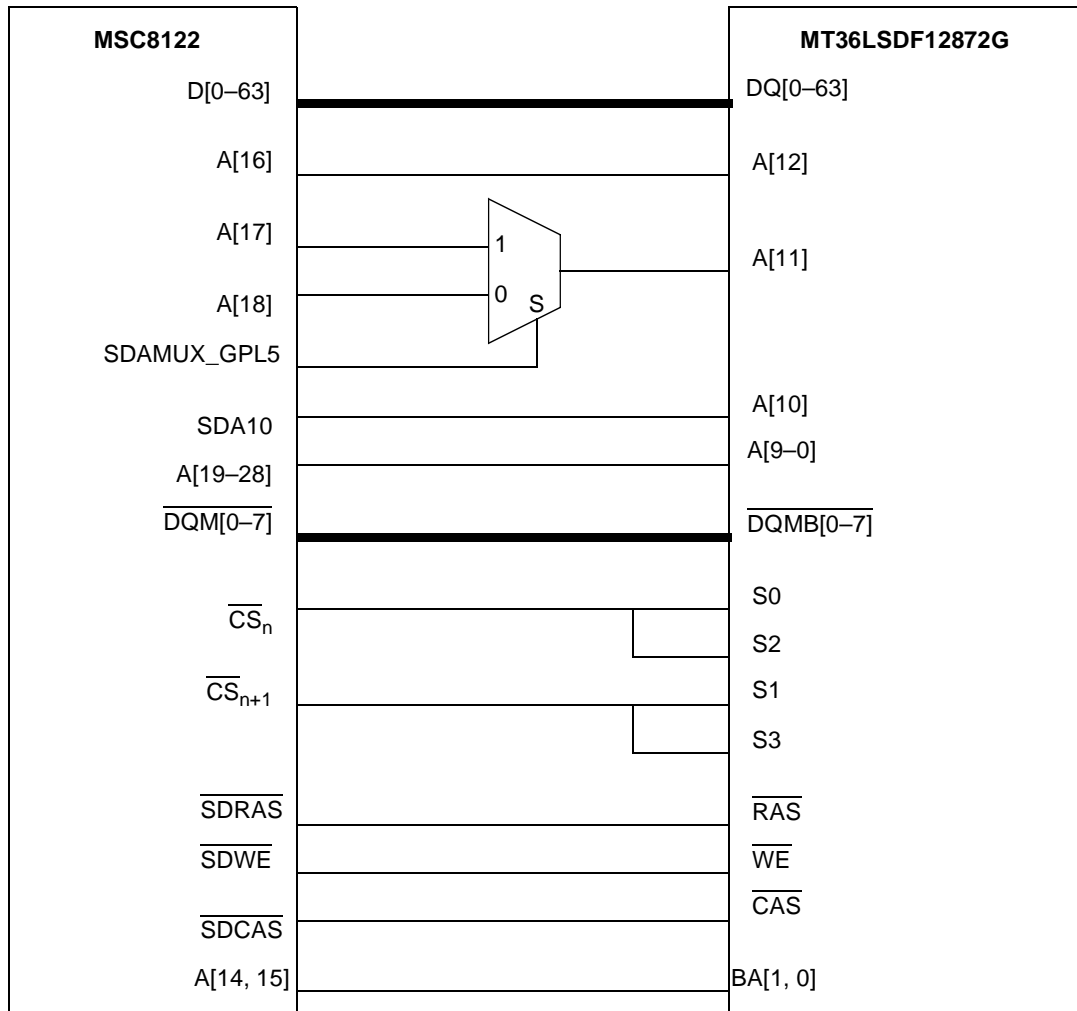 MSC8122 MT36LSDF12872G
D[0–63] DQ[0–63]
A[16] A[12]
A[17] 1 A[11]
A[18] 0 S
SDAMUX_GPL5
SDA10 A[10]
A[19–28] A[9–0]
DQM[0–7] DQMB[0–7]
CSn S0
S2
CSn+1 S1
S3
SDRAS RAS
SDWE WE
SDCAS CAS
A[14, 15] BA[1, 0]